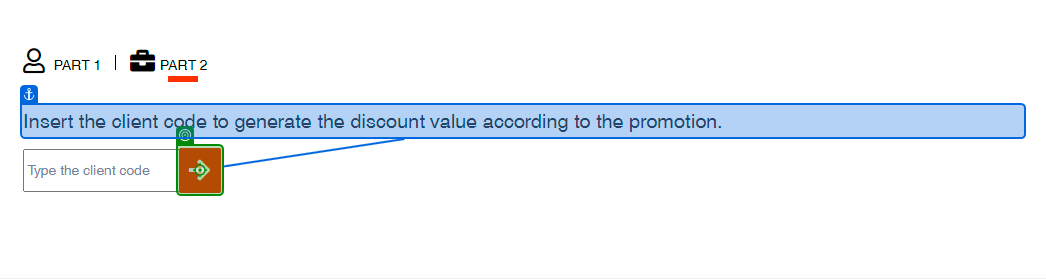 PART 1 | PART 2
Insert the client code to generate the discount value according to the promotion.
Type the client code